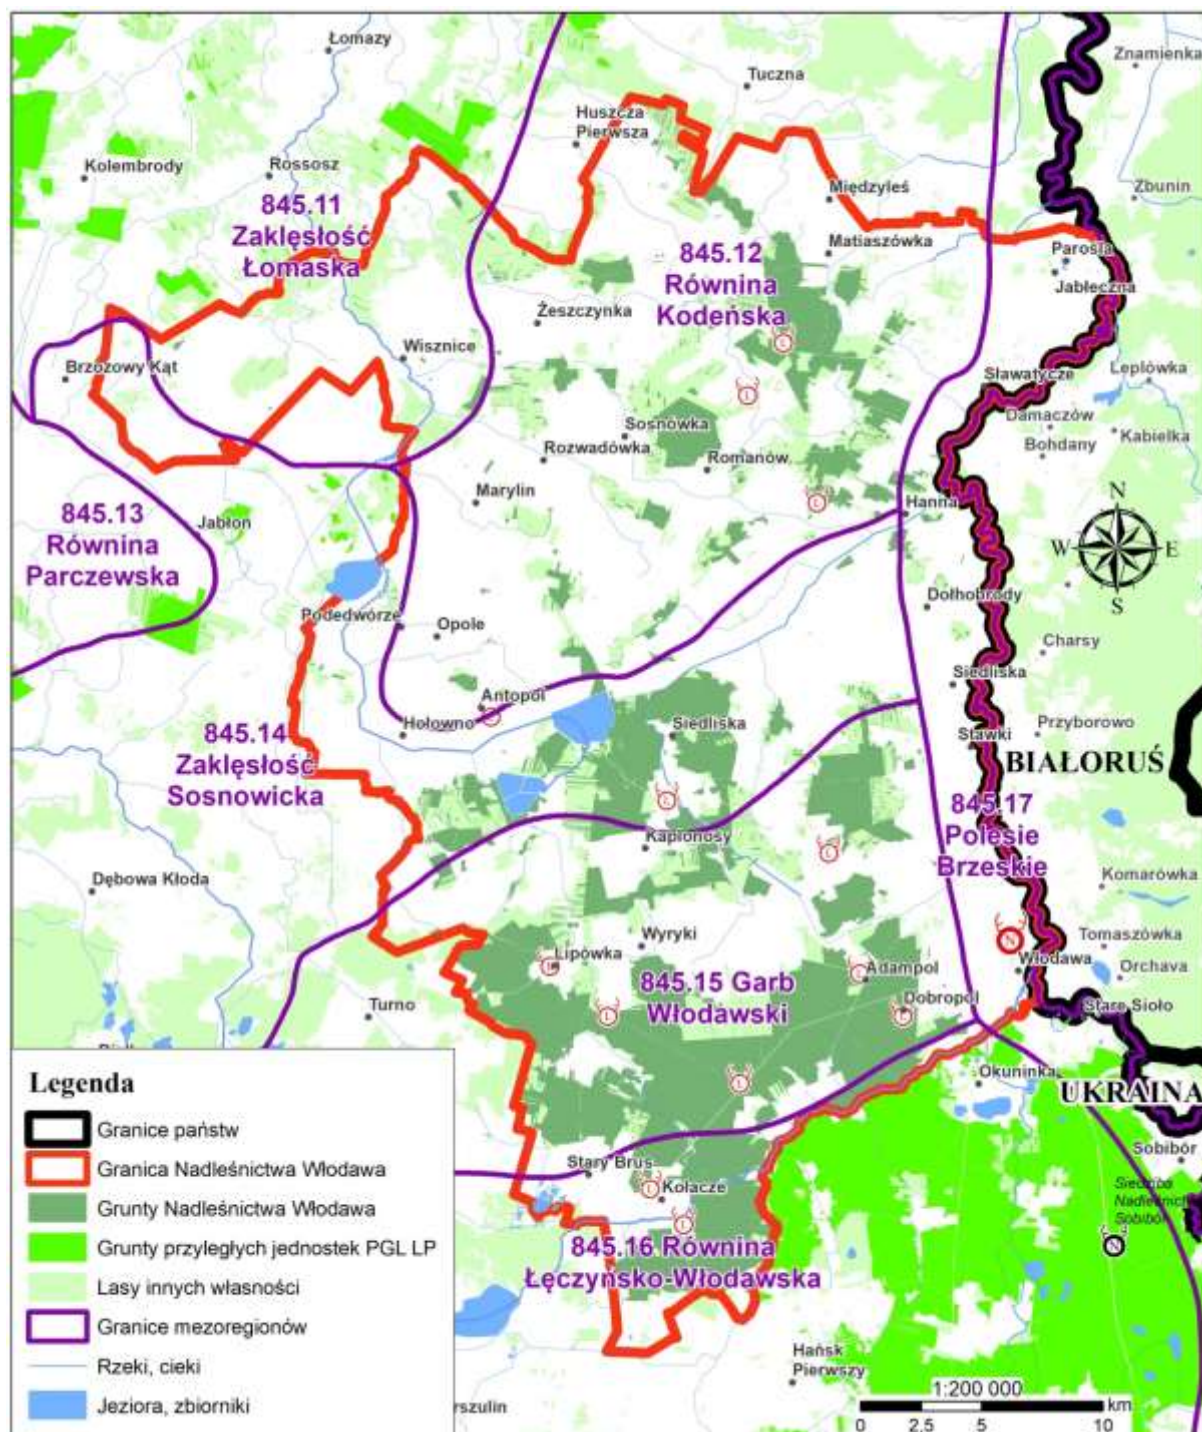 Łomazy
Znamienka
Tuczna
Huszcza
Pierwsza
Kolembrody
Rossosz
Międzyleś
Zbunin
845.11
Zaklęsłość
Łomaska
845.12
Równina
Kodeńska
Matiaszówka
Parośla
Jabłeczna
Żeszczynka
Wisznice
Brzozowy Kąt
Sławatycze
Leplówka
Damaczów
Bohdany
Kabielka
Sosnówka
Rozwadówka
Romanów
Marylin
Hanna
845.13
Równina
Parczewska
Jabłoń
N
W
E
S
Podedwórze
Opole
Dołhobrody
Charsy
Siedliska
Antopol
Hołowno
Siedliska
Przyborowo
Stawki
845.14
Zaklęsłość
Sosnowicka
BIAŁORUŚ
845.17
Polesie
Brzeskie
Kaplonosy
Dębowa Kłoda
Komarówka
Wyryki
Lipówka
Tomaszówka
Włodawa
Orchava
Adampol
845.15 Garb
Włodawski
Dobropol
Turno
Stare Sioło
Okuninka
UKRAINA
Stary Brus
Kołacze
Sobibór
Siedziba
Nadleśnictwa
Sobibór
N
845.16 Równina
Łęczyńsko-Włodawska
Hańsk
Pierwszy
rszulin
Legenda
Granice państw
Granica Nadleśnictwa Włodawa
Grunty Nadleśnictwa Włodawa
Grunty przyległych jednostek PGL LP
Lasy innych własności
Granice mezoregionów
Rzeki, cieki
Jeziora, zbiorniki
1:200 000
km
0 2,5 5 10